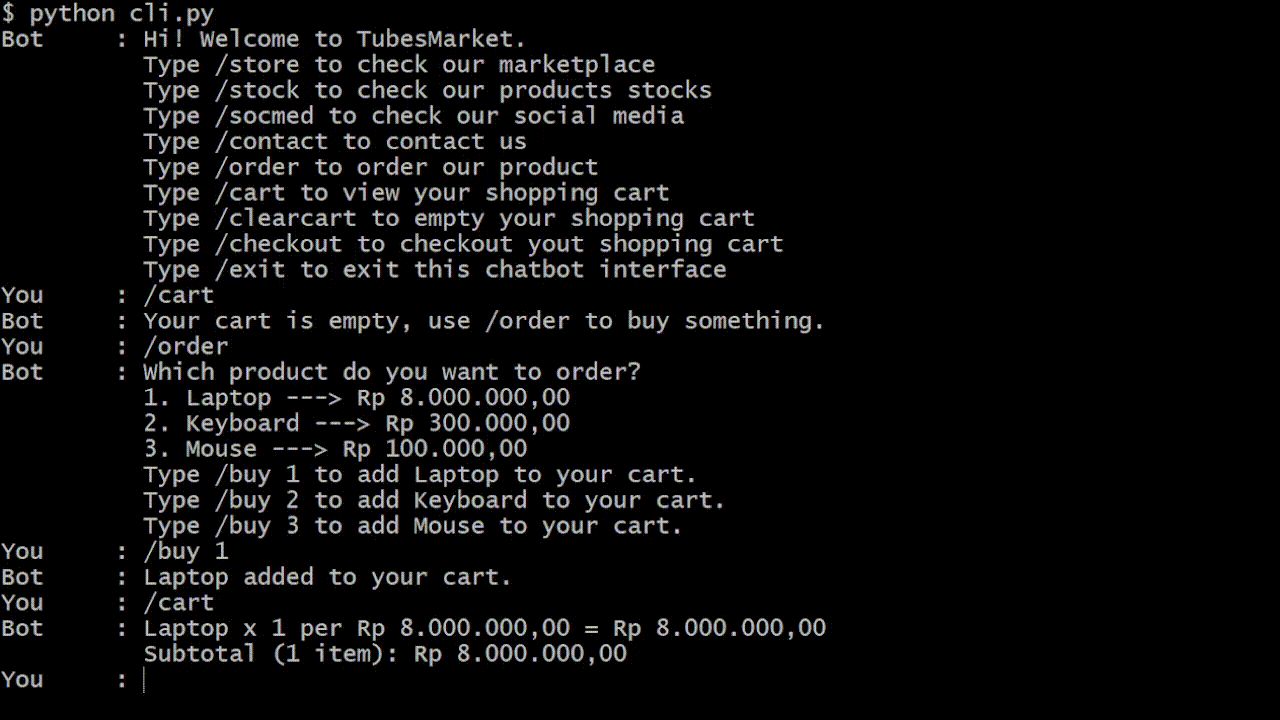 $ python cli.py
Bot     : Hi! Welcome to TubesMarket.
          Type /store to check our marketplace
          Type /stock to check our products stocks
          Type /socmed to check our social media
          Type /contact to contact us
          Type /order to order our product
          Type /cart to view your shopping cart
          Type /clearcart to empty your shopping cart
          Type /checkout to checkout yout shopping cart
          Type /exit to exit this chatbot interface
You     : /cart
Bot     : Your cart is empty, use /order to buy something.
You     : /order
Bot     : Which product do you want to order?
          1. Laptop ---> Rp 8.000.000,00
          2. Keyboard ---> Rp 300.000,00
          3. Mouse ---> Rp 100.000,00
          Type /buy 1 to add Laptop to your cart.
          Type /buy 2 to add Keyboard to your cart.
          Type /buy 3 to add Mouse to your cart.
You     : /buy 1
Bot     : Laptop added to your cart.
You     : /cart
Bot     : Laptop x 1 per Rp 8.000.000,00 = Rp 8.000.000,00
          Subtotal (1 item): Rp 8.000.000,00
You     :